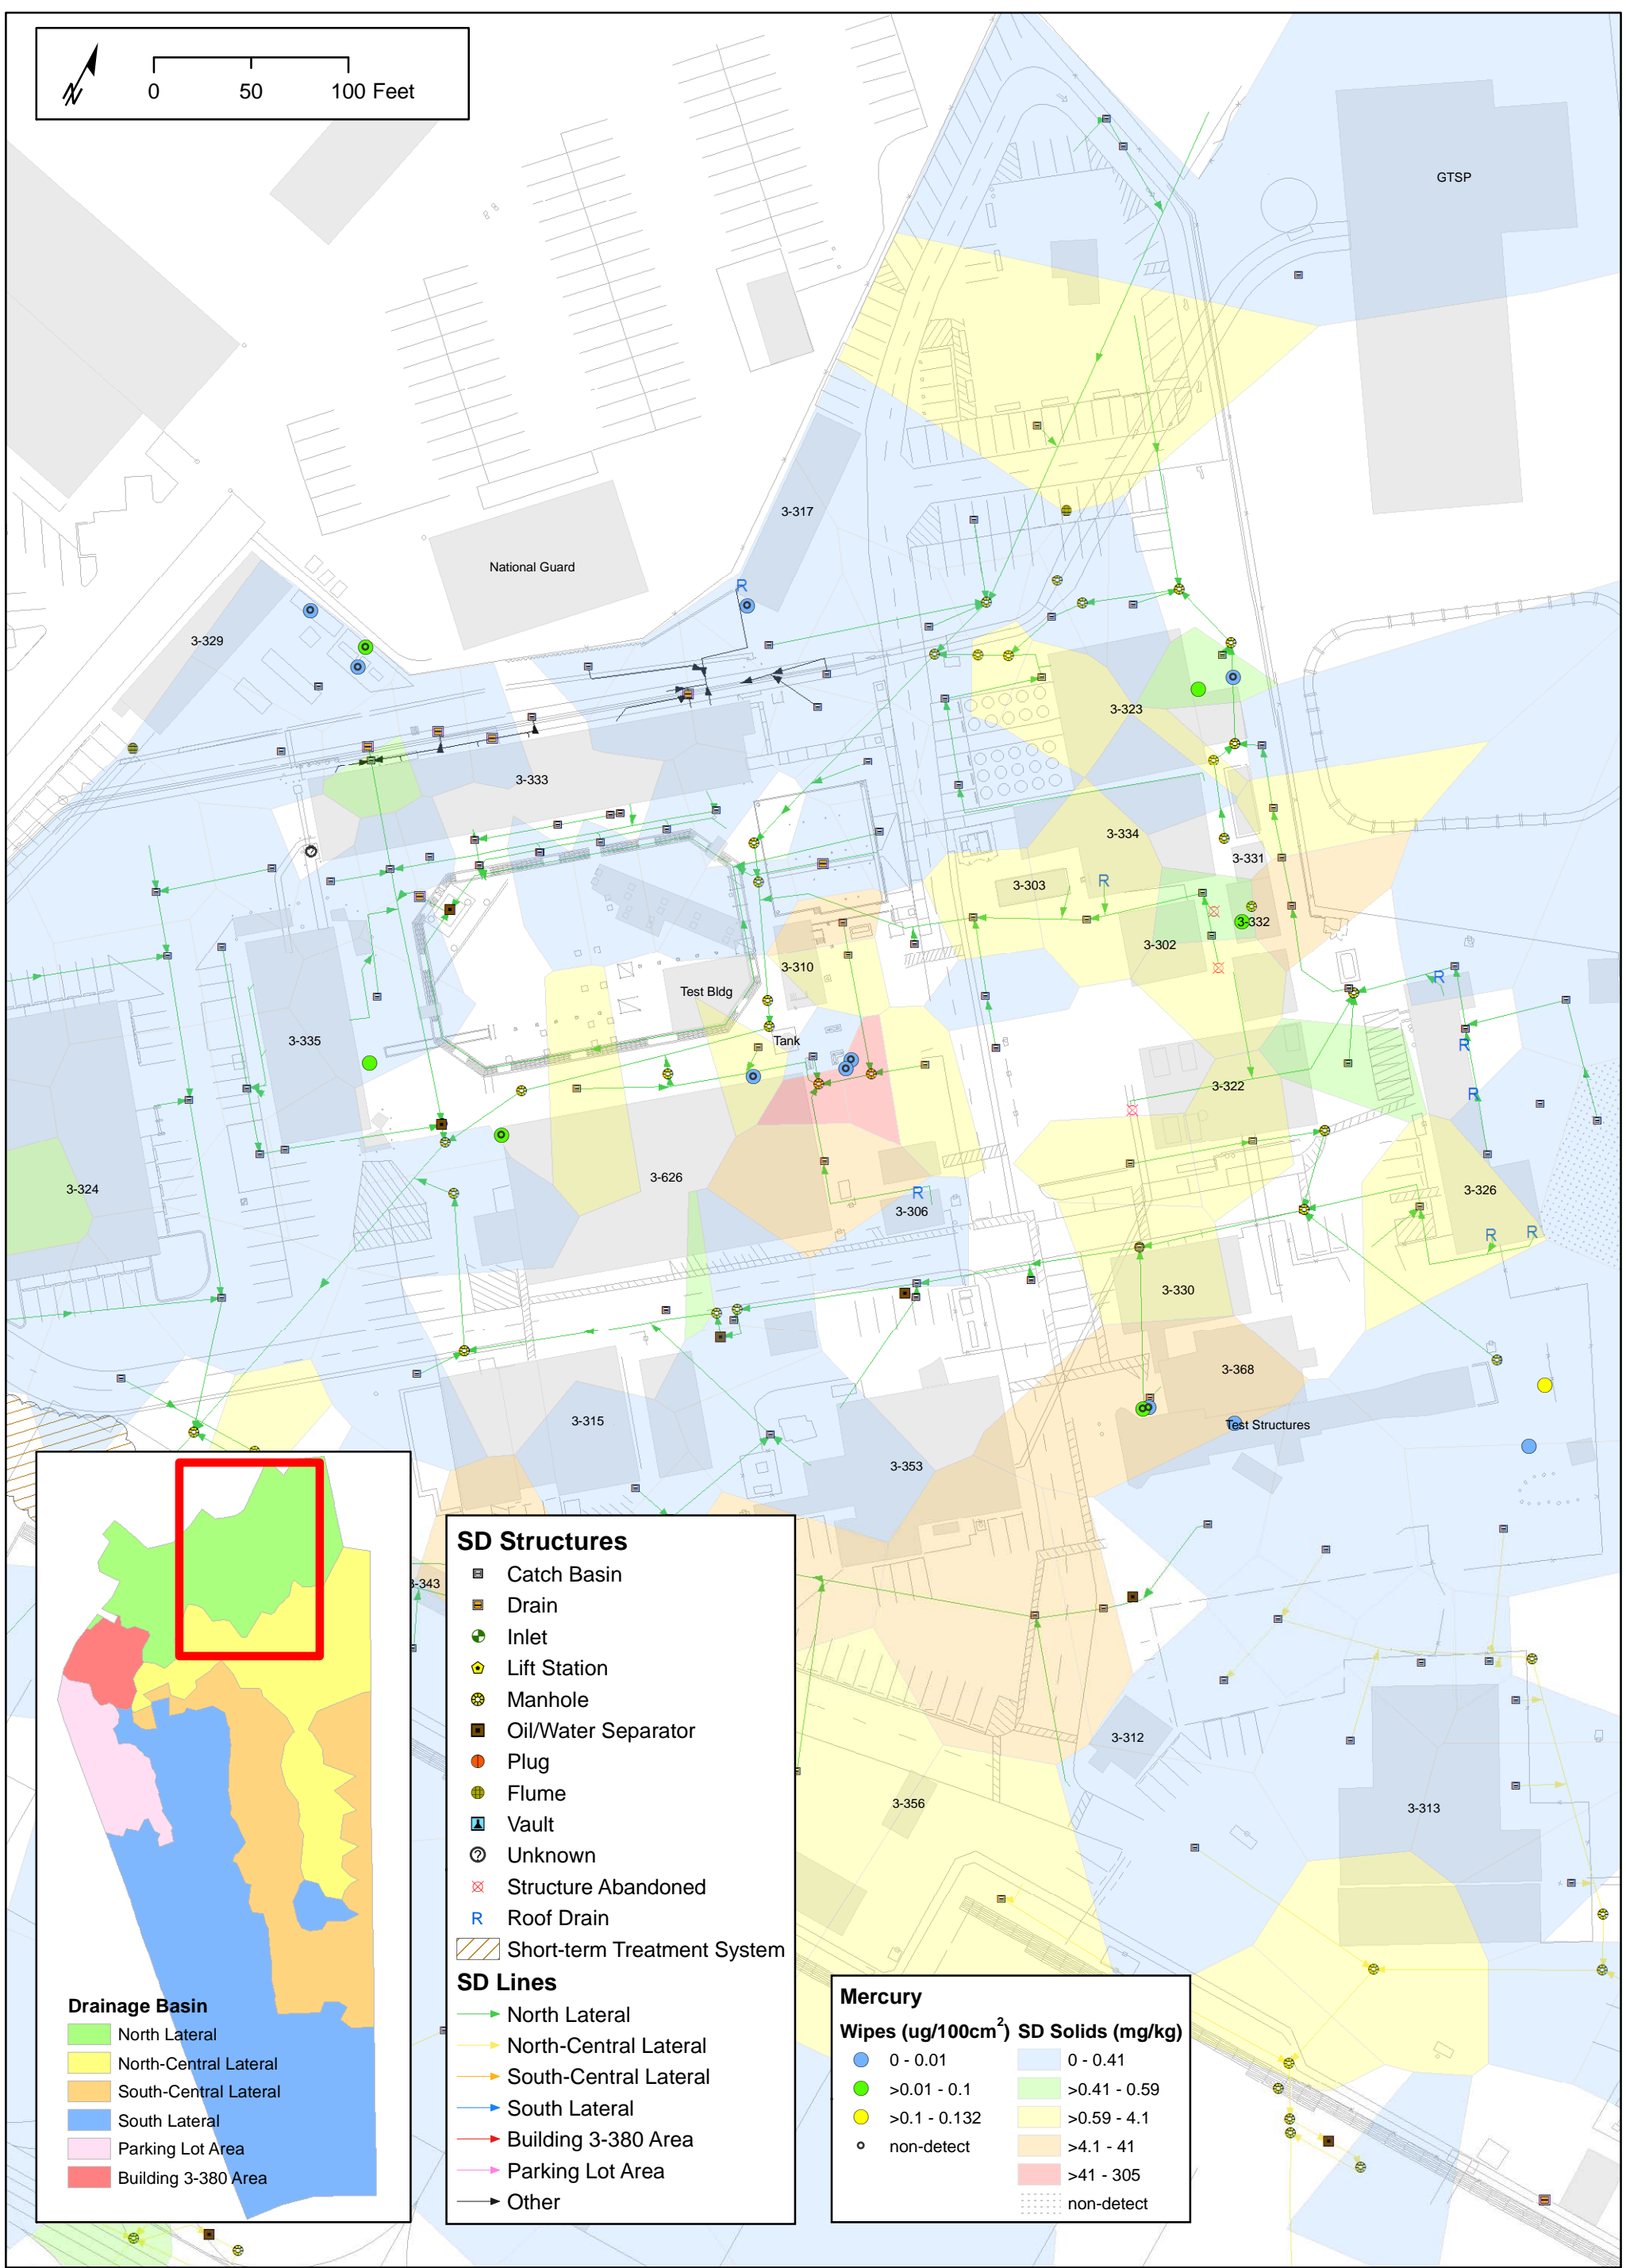 N
0 50 100 Feet
GTSP
3-317
National Guard
3-329
R
3-323
3-333
3-334
3-331
3-303
R
3-332
3-302
3-310
R
Test Bldg
3-335
Tank
R
3-322
R
3-324
3-626
3-326
R
3-306
R
R
3-330
3-368
3-315
Test Structures
3-353
3-343
3-312
3-356
3-313
SD Structures
Catch Basin
Drain
Inlet
Lift Station
Manhole
Oil/Water Separator
Plug
Flume
Vault
Unknown
Structure Abandoned
R Roof Drain
Short-term Treatment System
SD Lines
North Lateral
North-Central Lateral
South-Central Lateral
South Lateral
Building 3-380 Area
Parking Lot Area
Other
Drainage Basin
North Lateral
North-Central Lateral
South-Central Lateral
South Lateral
Parking Lot Area
Building 3-380 Area
Mercury
Wipes (ug/100cm2) SD Solids (mg/kg)
0 - 0.01 0 - 0.41
>0.01 - 0.1 >0.41 - 0.59
>0.1 - 0.132 >0.59 - 4.1
non-detect >4.1 - 41
>41 - 305
non-detect